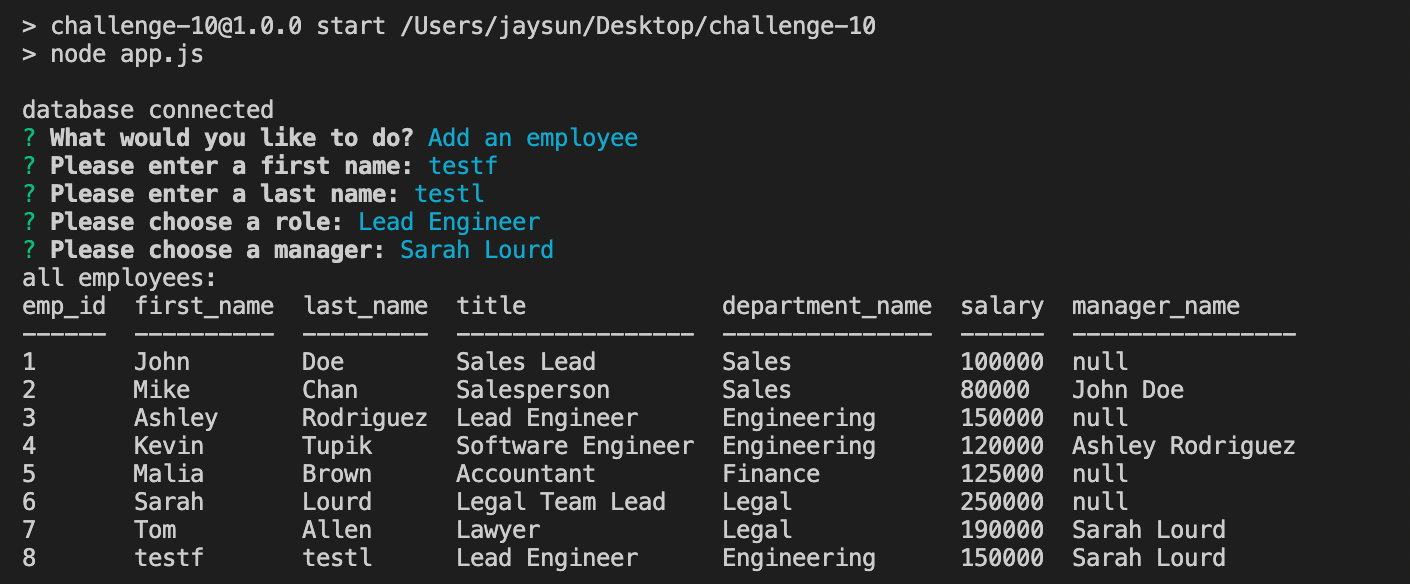 > challenge-10@1.0.0 start /Users/jaysun/Desktop/challenge-10
> node app.js
database connected
? What would you like to do? Add an employee
? Please enter a first name: testf
? Please enter a last name: testl
? Please choose a role: Lead Engineer
? Please choose a manager: Sarah Lourd
all employees:
emp_id  first_name  last_name  title              department_name  salary  manager_name
------  ----------  ---------  -----------------  ---------------  ------  ----------------
1       John        Doe        Sales Lead         Sales            100000  null
2       Mike        Chan       Salesperson        Sales            80000   John Doe
3       Ashley      Rodriguez  Lead Engineer      Engineering      150000  null
4       Kevin       Tupik      Software Engineer  Engineering      120000  Ashley Rodriguez
5       Malia       Brown      Accountant         Finance          125000  null
6       Sarah       Lourd      Legal Team Lead    Legal            250000  null
7       Tom         Allen      Lawyer             Legal            190000  Sarah Lourd
8       testf       testl      Lead Engineer      Engineering      150000  Sarah Lourd